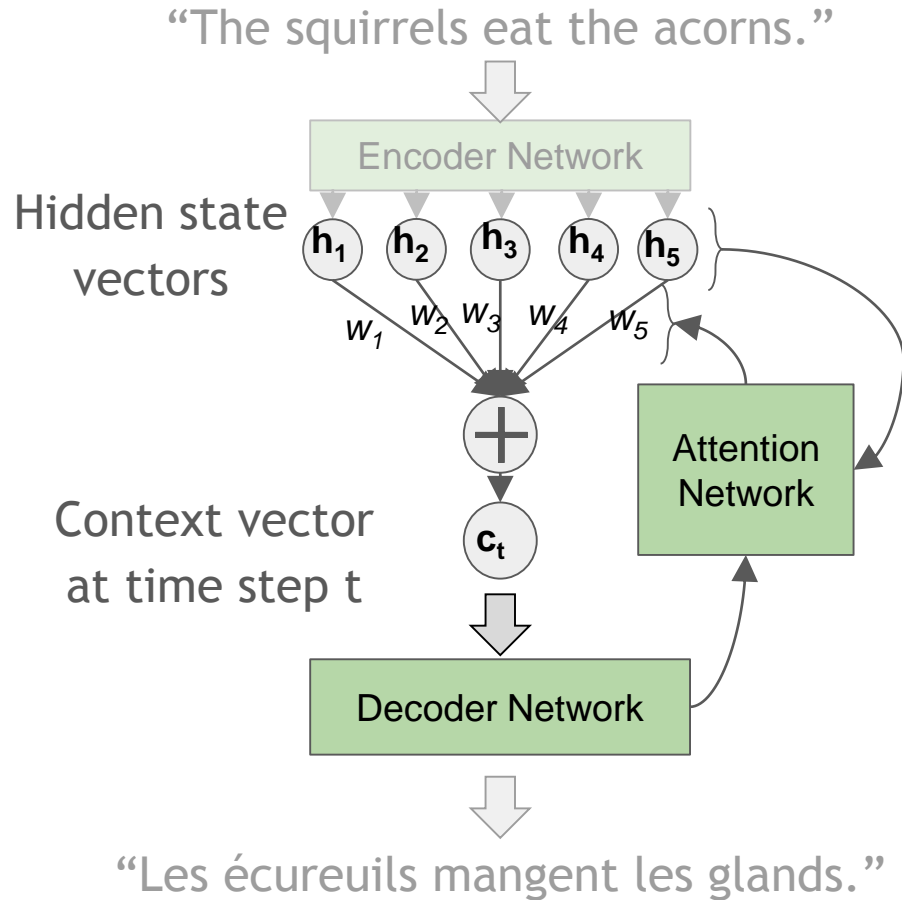 “The squirrels eat the acorns.”
Encoder Network
Hidden state
vectors
h₁ h₂ h₃ h₄ h₅
w₁ w₂ w₃ w₄ w₅
Attention
Network
Context vector
at time step t
cₜ
Decoder Network
“Les écureuils mangent les glands.”